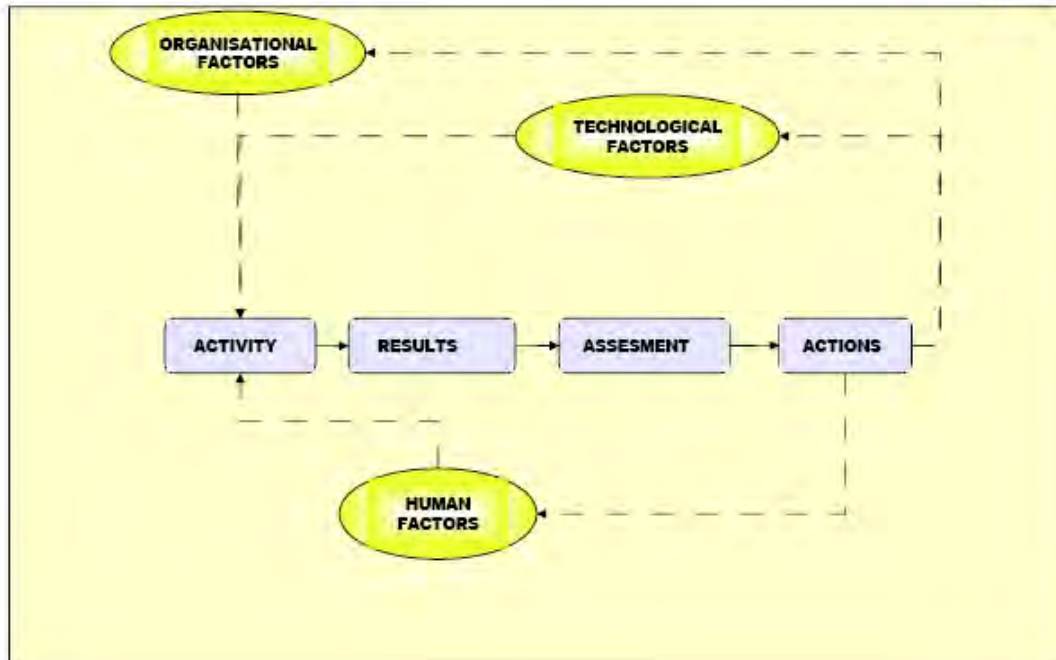 ORGANISATIONAL
FACTORS
TECHNOLOGICAL
FACTORS
ACTIVITY
RESULTS
ASSESMENT
ACTIONS
HUMAN
FACTORS